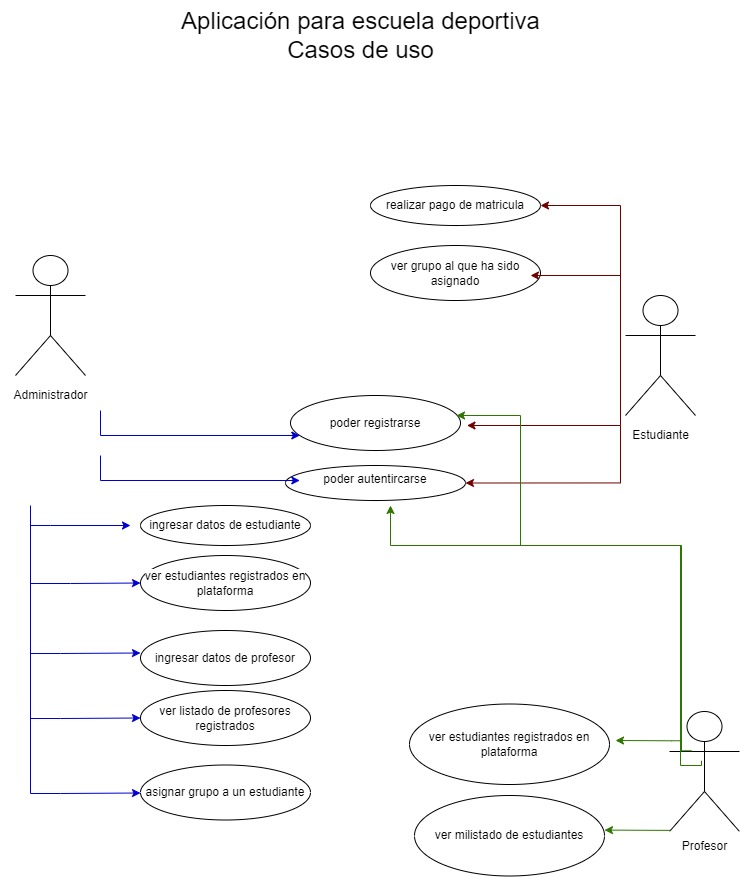 Aplicación para escuela deportiva
Casos de uso
realizar pago de matricula
ver grupo al que ha sido
asignado
Administrador
Estudiante
poder registrarse
poder autentircarse
ingresar datos de estudiante
ver estudiantes registrados en
plataforma
ingresar datos de profesor
ver listado de profesores
registrados
asignar grupo a un estudiante
ver estudiantes registrados en
plataforma
ver milistado de estudiantes
Profesor